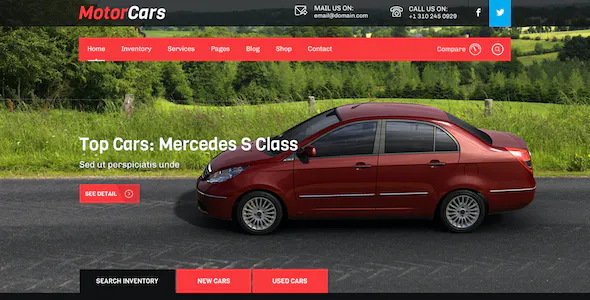 MotorCars
MAIL US ON:
email@domain.com
CALL US ON:
+1 310 245 0929
Home Inventory Services Pages Blog Shop Contact Compare
Top Cars: Mercedes S Class
Sed ut perspiciatis unde
SEE DETAIL
SEARCH INVENTORY NEW CARS USED CARS